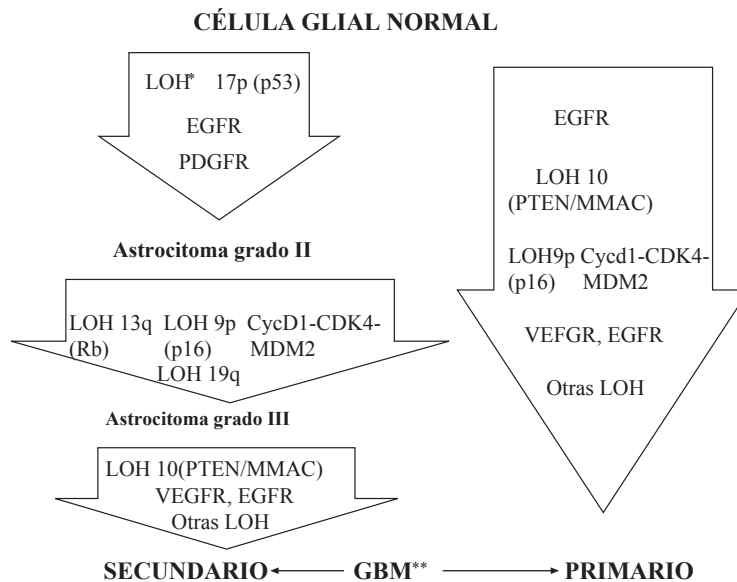 CÉLULA GLIAL NORMAL
LOH* 17p (p53)
EGFR
PDGFR
Astrocitoma grado II
LOH 13q LOH 9p CycD1-CDK4-
(Rb) (p16) MDM2
LOH 19q
Astrocitoma grado III
LOH 10(PTEN/MMAC)
VEGFR, EGFR
Otras LOH
EGFR
LOH 10
(PTEN/MMAC)
LOH9p Cycd1-CDK4-
(p16) MDM2
VEFGR, EGFR
Otras LOH
SECUNDARIO GBM** PRIMARIO